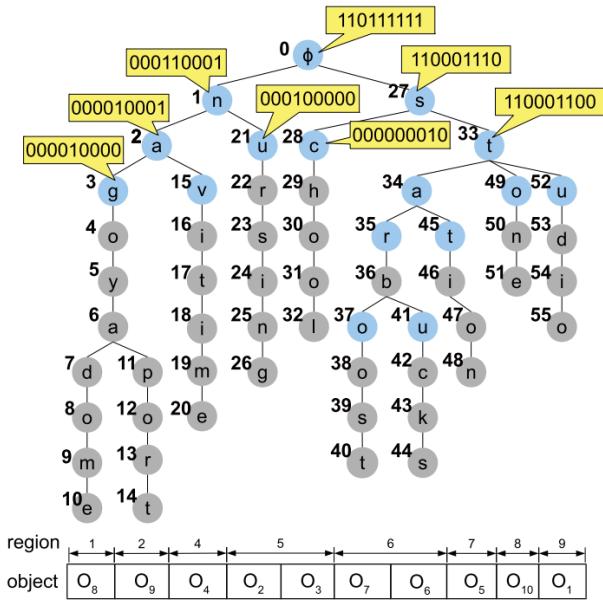 110111111
0 ϕ
000110001
110001110
1 n
27 s
000010001
000100000
000000010
110001100
2 a
21 u
28 c
33 t
000010000
3 g
15 v
22 r
29 h
34 a
49 o
52 u
4 o
16 i
23 s
30 o
35 r
45 t
50 n
53 d
5 y
17 t
24 i
31 o
36 b
46 i
51 e
54 i
6 a
18 i
25 n
32 l
37 o
41 u
47 o
55 o
7 d
11 p
19 m
26 g
38 o
42 c
48 n
8 o
12 o
20 e
39 s
43 k
9 m
13 r
40 t
44 s
10 e
14 t
region 1 2 4 5 6 7 8 9
object O₈ O₉ O₄ O₂ O₃ O₇ O₆ O₅ O₁₀ O₁